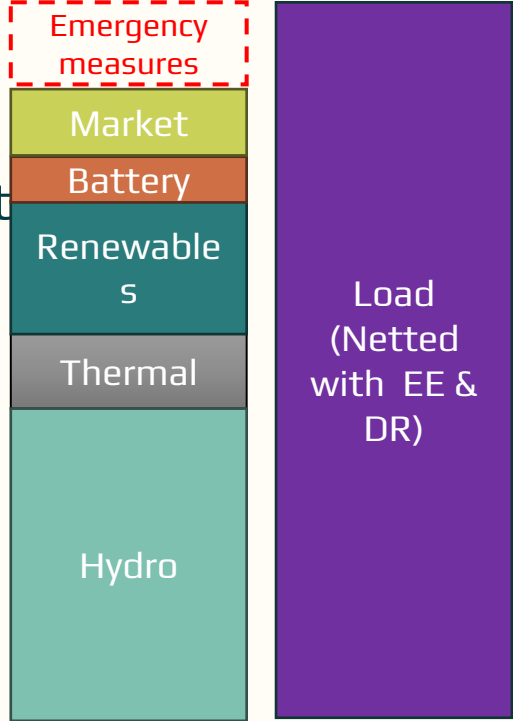 Emergency
measures
Market
Battery
t
Renewable
s
Thermal
Hydro
Load
(Netted
with EE &
DR)